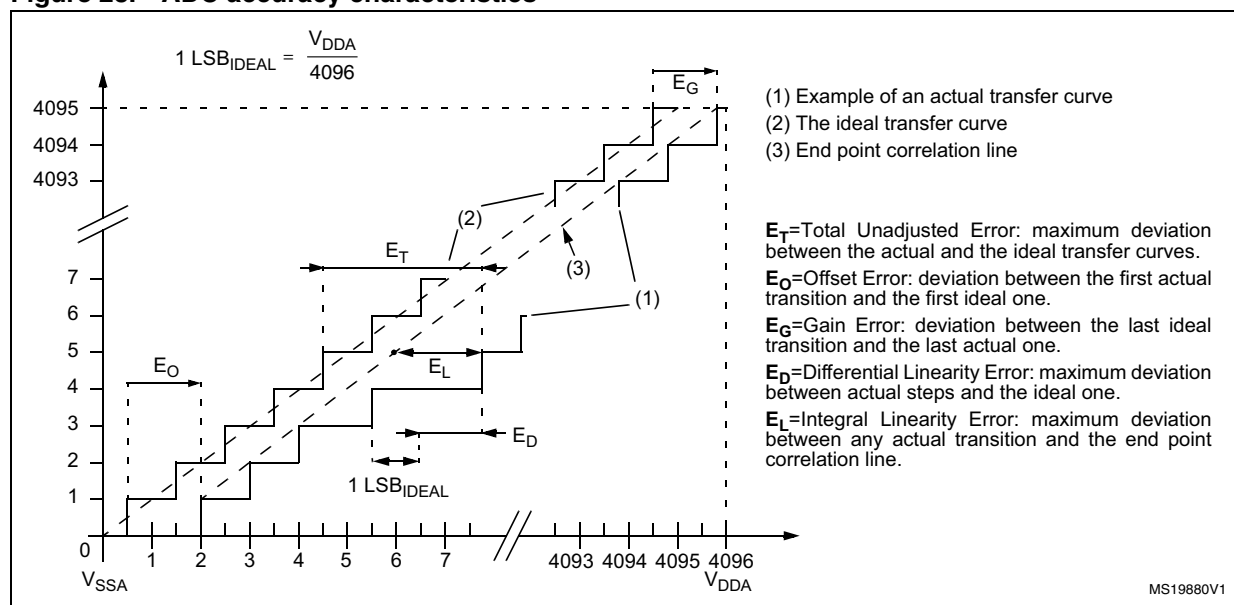 Figure
ADC accuracy characteristics
1 LSB_IDEAL = V_DDA / 4096
E_G
4095
4094
4093
7
6
5
4
3
2
1
0
(2)
E_T
(3)
(1)
E_O
E_L
E_D
1 LSB_IDEAL
1 2 3 4 5 6 7 4093 4094 4095 4096
V_SSA
V_DDA
(1) Example of an actual transfer curve
(2) The ideal transfer curve
(3) End point correlation line
E_T=Total Unadjusted Error: maximum deviation
between the actual and the ideal transfer curves.
E_O=Offset Error: deviation between the first actual
transition and the first ideal one.
E_G=Gain Error: deviation between the last ideal
transition and the last actual one.
E_D=Differential Linearity Error: maximum deviation
between actual steps and the ideal one.
E_L=Integral Linearity Error: maximum deviation
between any actual transition and the end point
correlation line.
MS19880V1